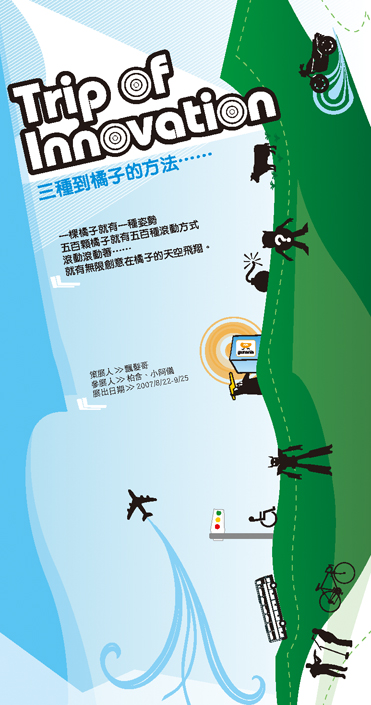 Trip of
Innovation
三種到橘子的方法……
一棵橘子就有一種姿勢
五百顆橘子就有五百種滾動方式
滾動滾動著……
就有無限創意在橘子的天空飛翔。
策展人>>飄髮哥
參展人>>柏含、小阿儀
展出日期>>2007/8/22-9/25